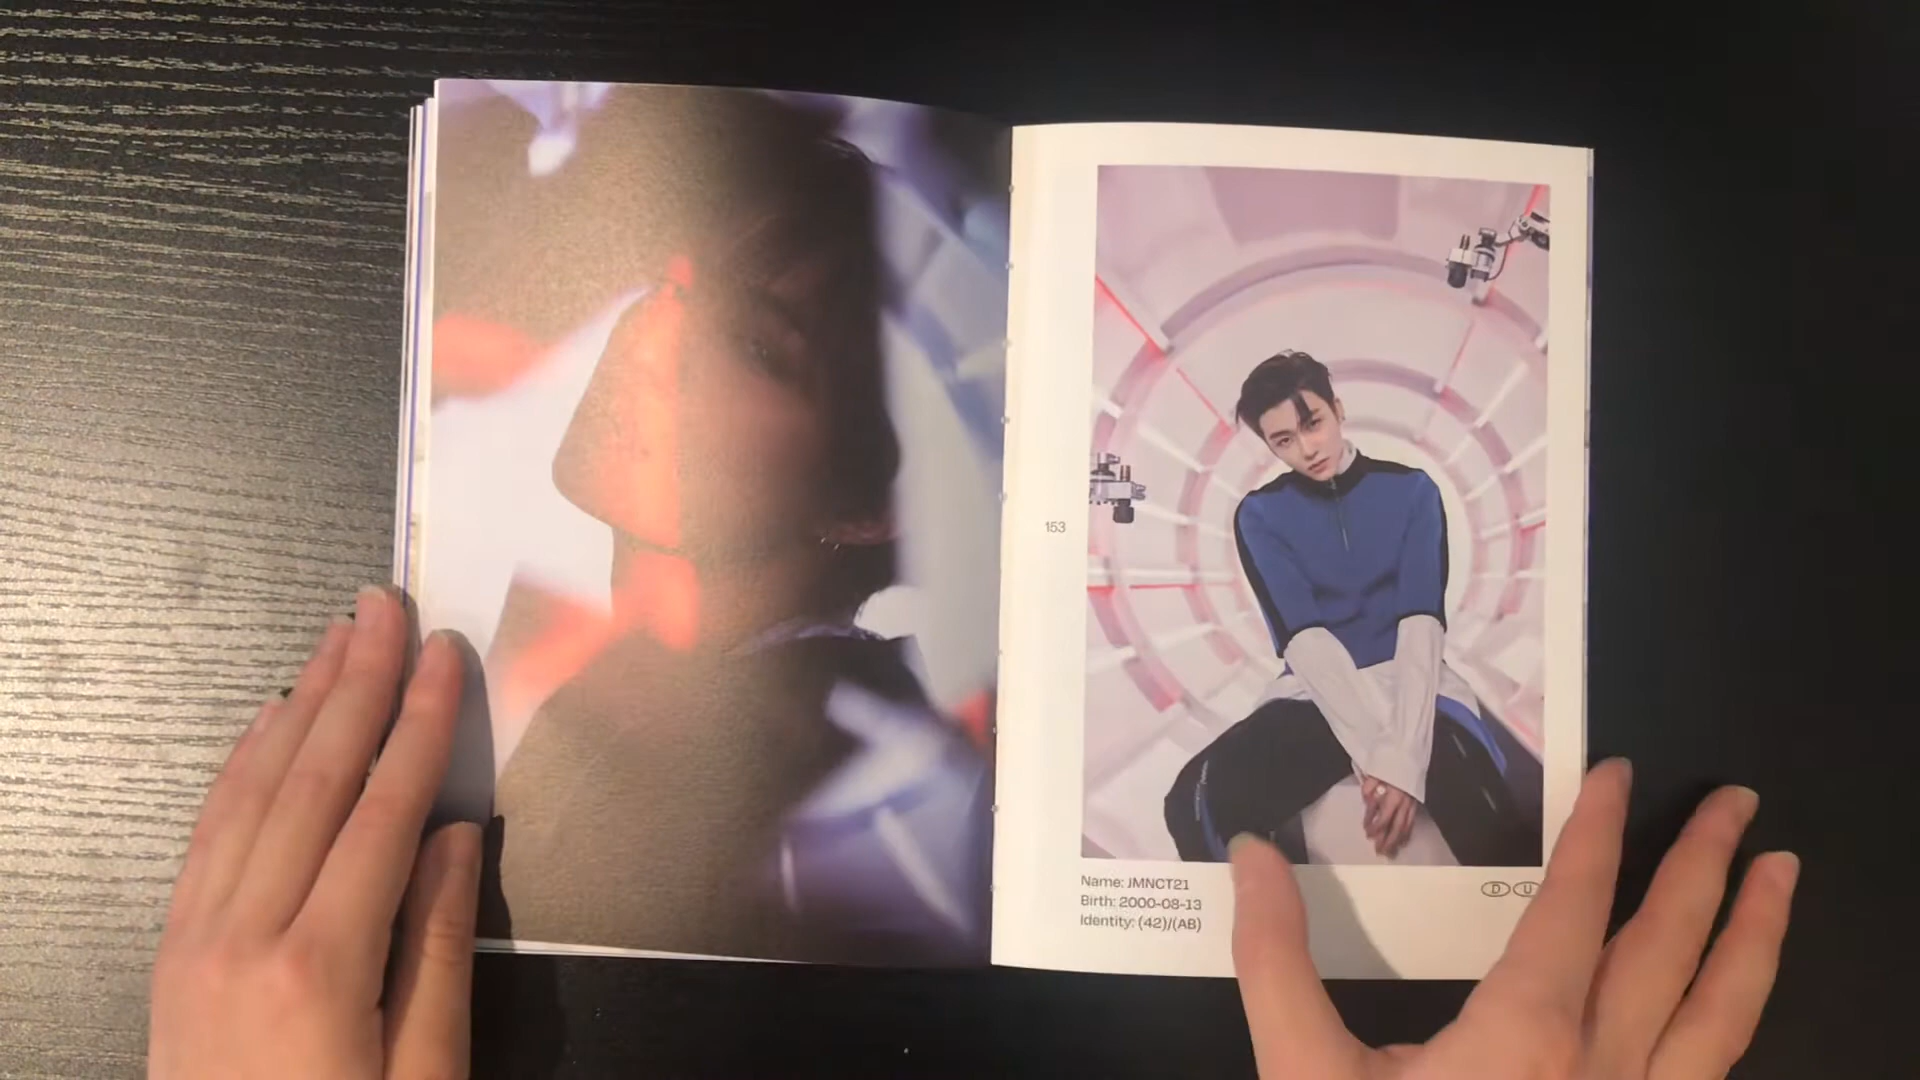 153
Name: JMNCT21
Birth: 2000-08-13
Identity: (42)/(AB)
D U